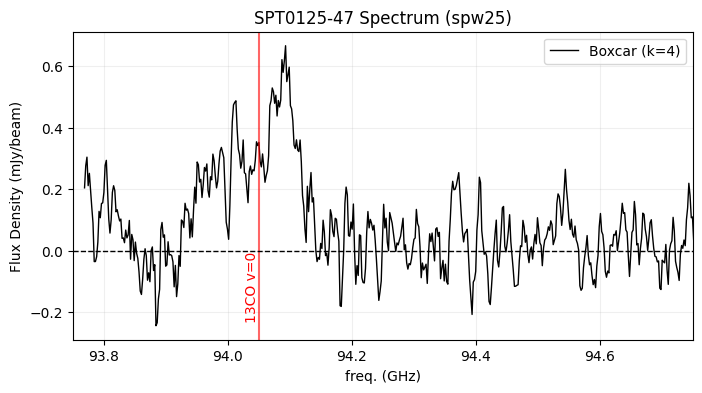 SPT0125-47 Spectrum (spw25)
Boxcar (k=4)
Flux Density (mJy/beam)
0.6
0.4
0.2
0.0
−0.2
13CO v=0
93.8
94.0
94.2
94.4
94.6
freq. (GHz)